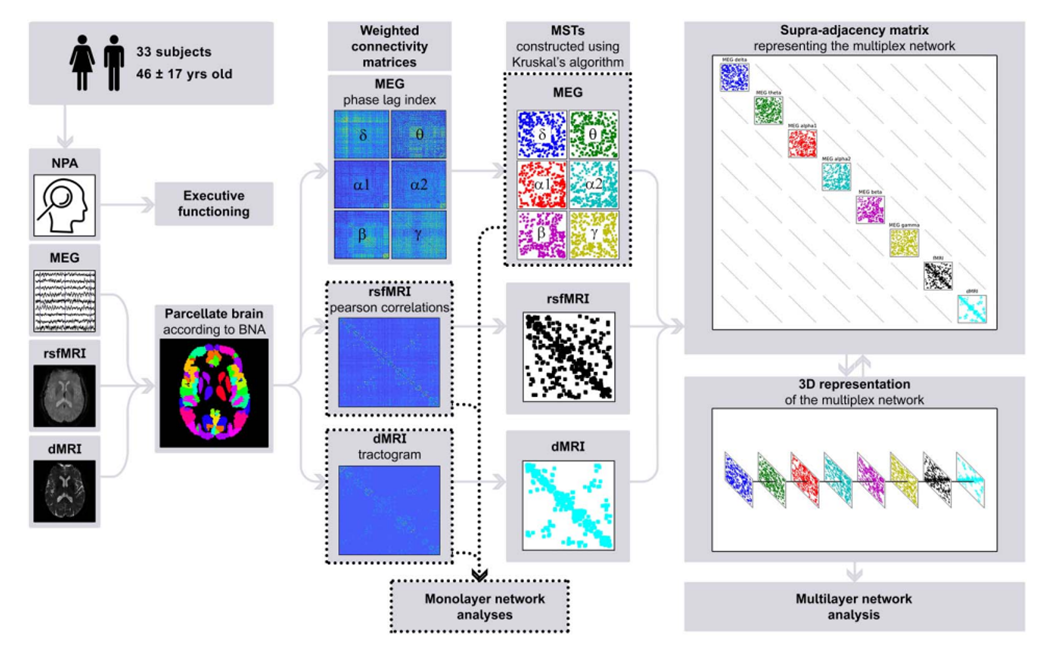 33 subjects
46 ± 17 yrs old
NPA
Executive
functioning
MEG
rsfMRI
dMRI
Parcellate brain
according to BNA
Weighted
connectivity
matrices
MEG
phase lag index
δ θ
α1 α2
β γ
rsfMRI
pearson correlations
dMRI
tractogram
MSTs
constructed using
Kruskal's algorithm
MEG
δ θ
α1 α2
β γ
rsfMRI
dMRI
Monolayer network
analyses
Supra-adjacency matrix
representing the multiplex network
MEG delta
MEG theta
MEG alpha1
MEG alpha2
MEG beta
MEG gamma
fMRI
dMRI
3D representation
of the multiplex network
Multilayer network
analysis